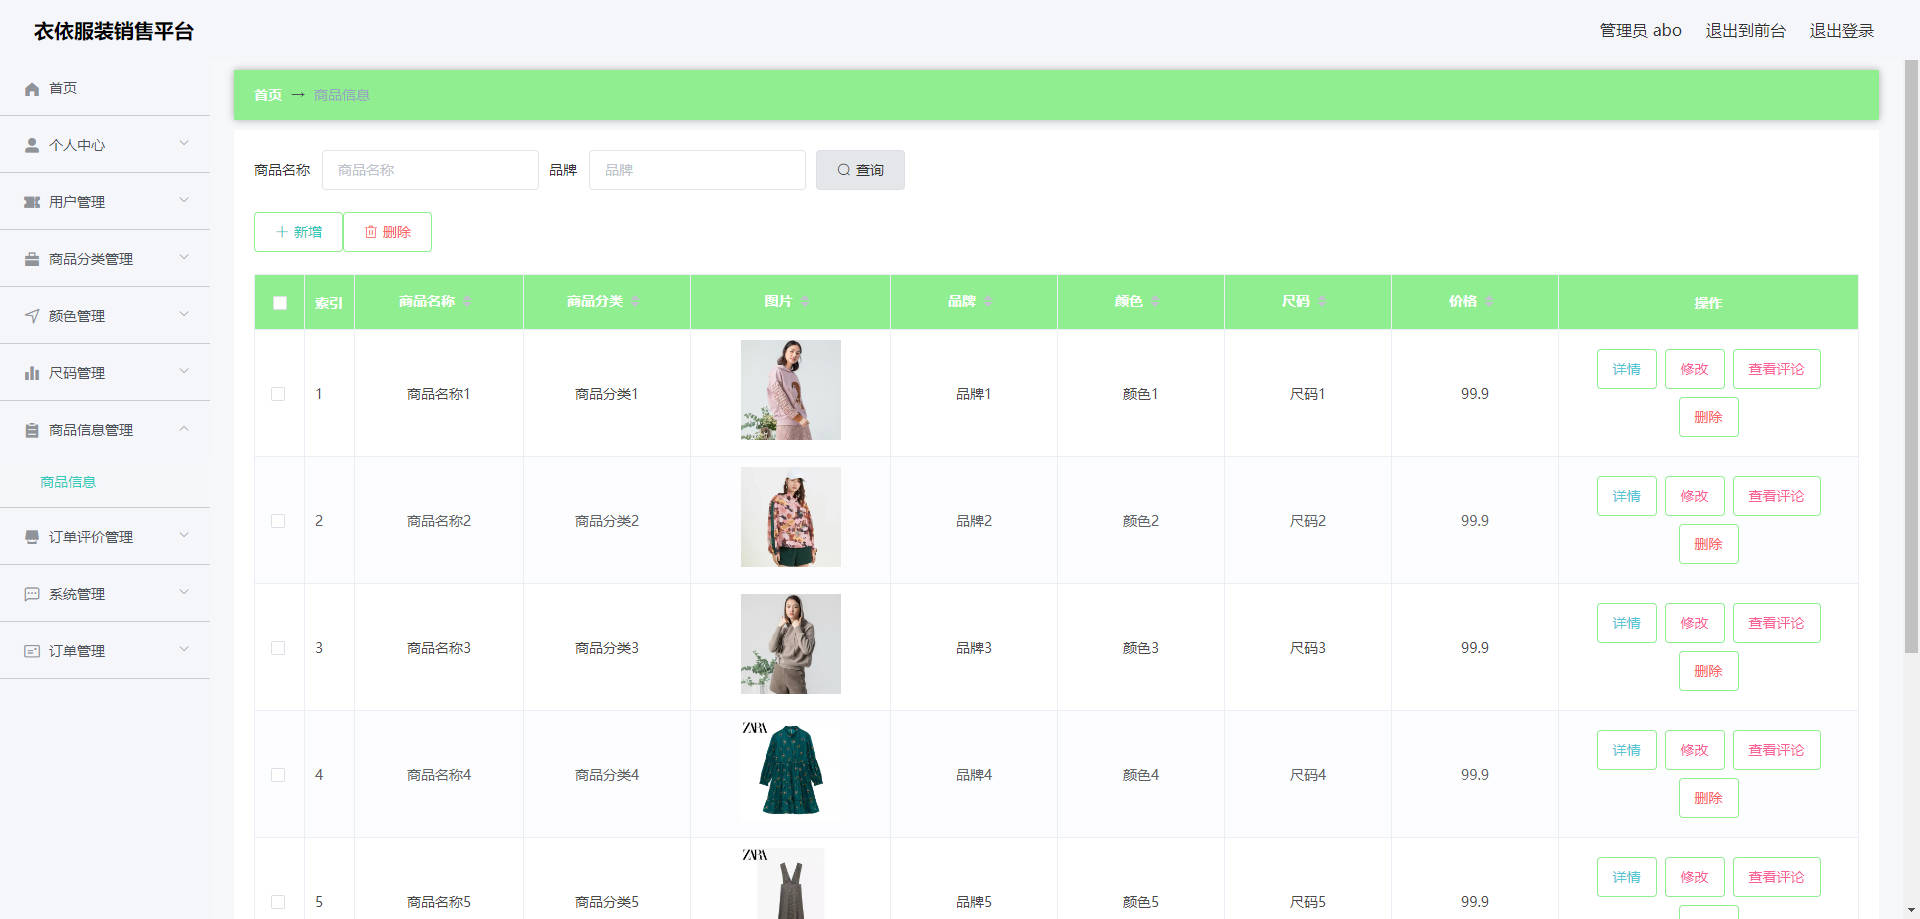 衣依服装销售平台
管理员 abo 退出到前台 退出登录
首页
个人中心
用户管理
商品分类管理
颜色管理
尺码管理
商品信息管理
商品信息
订单评价管理
系统管理
订单管理
首页 → 商品信息
商品名称 商品名称 品牌 品牌 查询
新增 删除
索引 商品名称 商品分类 图片 品牌 颜色 尺码 价格 操作
1 商品名称1 商品分类1 品牌1 颜色1 尺码1 99.9 详情 修改 查看评论
删除
2 商品名称2 商品分类2 品牌2 颜色2 尺码2 99.9 详情 修改 查看评论
删除
3 商品名称3 商品分类3 品牌3 颜色3 尺码3 99.9 详情 修改 查看评论
删除
ZARA
4 商品名称4 商品分类4 品牌4 颜色4 尺码4 99.9 详情 修改 查看评论
删除
ZARA
5 商品名称5 商品分类5 品牌5 颜色5 尺码5 99.9 详情 修改 查看评论